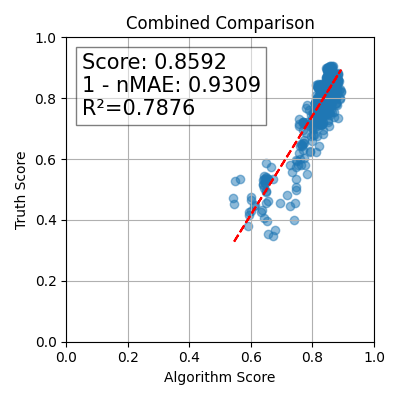 Combined Comparison
Score: 0.8592
1 - nMAE: 0.9309
R²=0.7876
Truth Score
1.0
0.8
0.6
0.4
0.2
0.0
0.0 0.2 0.4 0.6 0.8 1.0
Algorithm Score